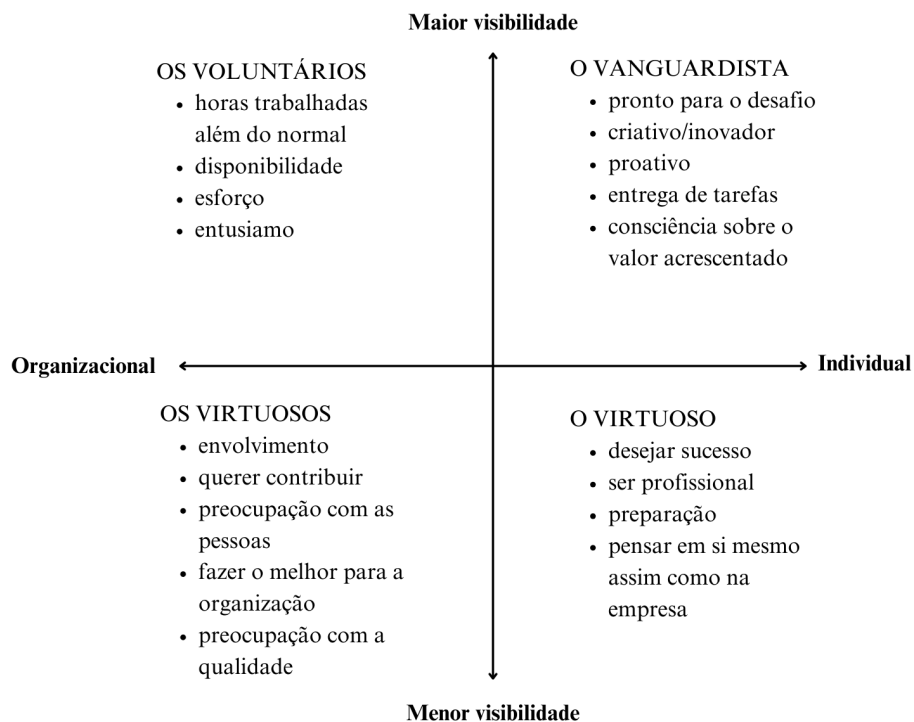 Maior visibilidade
OS VOLUNTÁRIOS
• horas trabalhadas
além do normal
• disponibilidade
• esforço
• entusiamo
O VANGUARDISTA
• pronto para o desafio
• criativo/inovador
• proativo
• entrega de tarefas
• consciência sobre o
valor acrescentado
Organizacional
Individual
OS VIRTUOSOS
• envolvimento
• querer contribuir
• preocupação com as
pessoas
• fazer o melhor para a
organização
• preocupação com a
qualidade
O VIRTUOSO
• desejar sucesso
• ser profissional
• preparação
• pensar em si mesmo
assim como na
empresa
Menor visibilidade